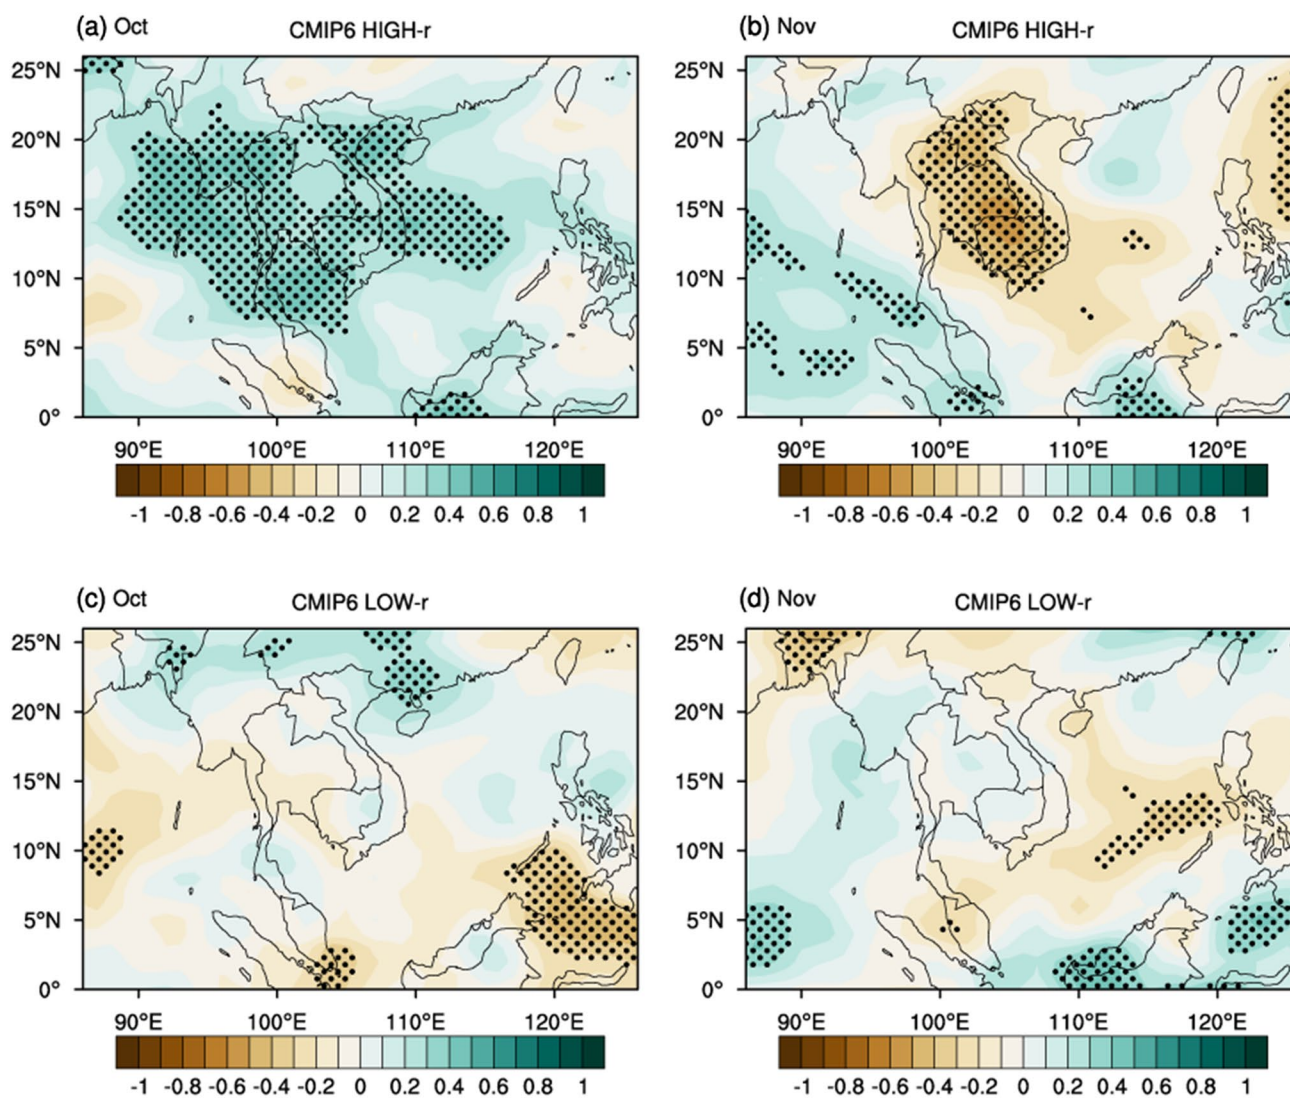 (a) Oct CMIP6 HIGH-r
25°N
20°N
15°N
10°N
5°N
0°
90°E 100°E 110°E 120°E
-1 -0.8 -0.6 -0.4 -0.2 0 0.2 0.4 0.6 0.8 1
(b) Nov CMIP6 HIGH-r
25°N
20°N
15°N
10°N
5°N
0°
90°E 100°E 110°E 120°E
-1 -0.8 -0.6 -0.4 -0.2 0 0.2 0.4 0.6 0.8 1
(c) Oct CMIP6 LOW-r
25°N
20°N
15°N
10°N
5°N
0°
90°E 100°E 110°E 120°E
-1 -0.8 -0.6 -0.4 -0.2 0 0.2 0.4 0.6 0.8 1
(d) Nov CMIP6 LOW-r
25°N
20°N
15°N
10°N
5°N
0°
90°E 100°E 110°E 120°E
-1 -0.8 -0.6 -0.4 -0.2 0 0.2 0.4 0.6 0.8 1